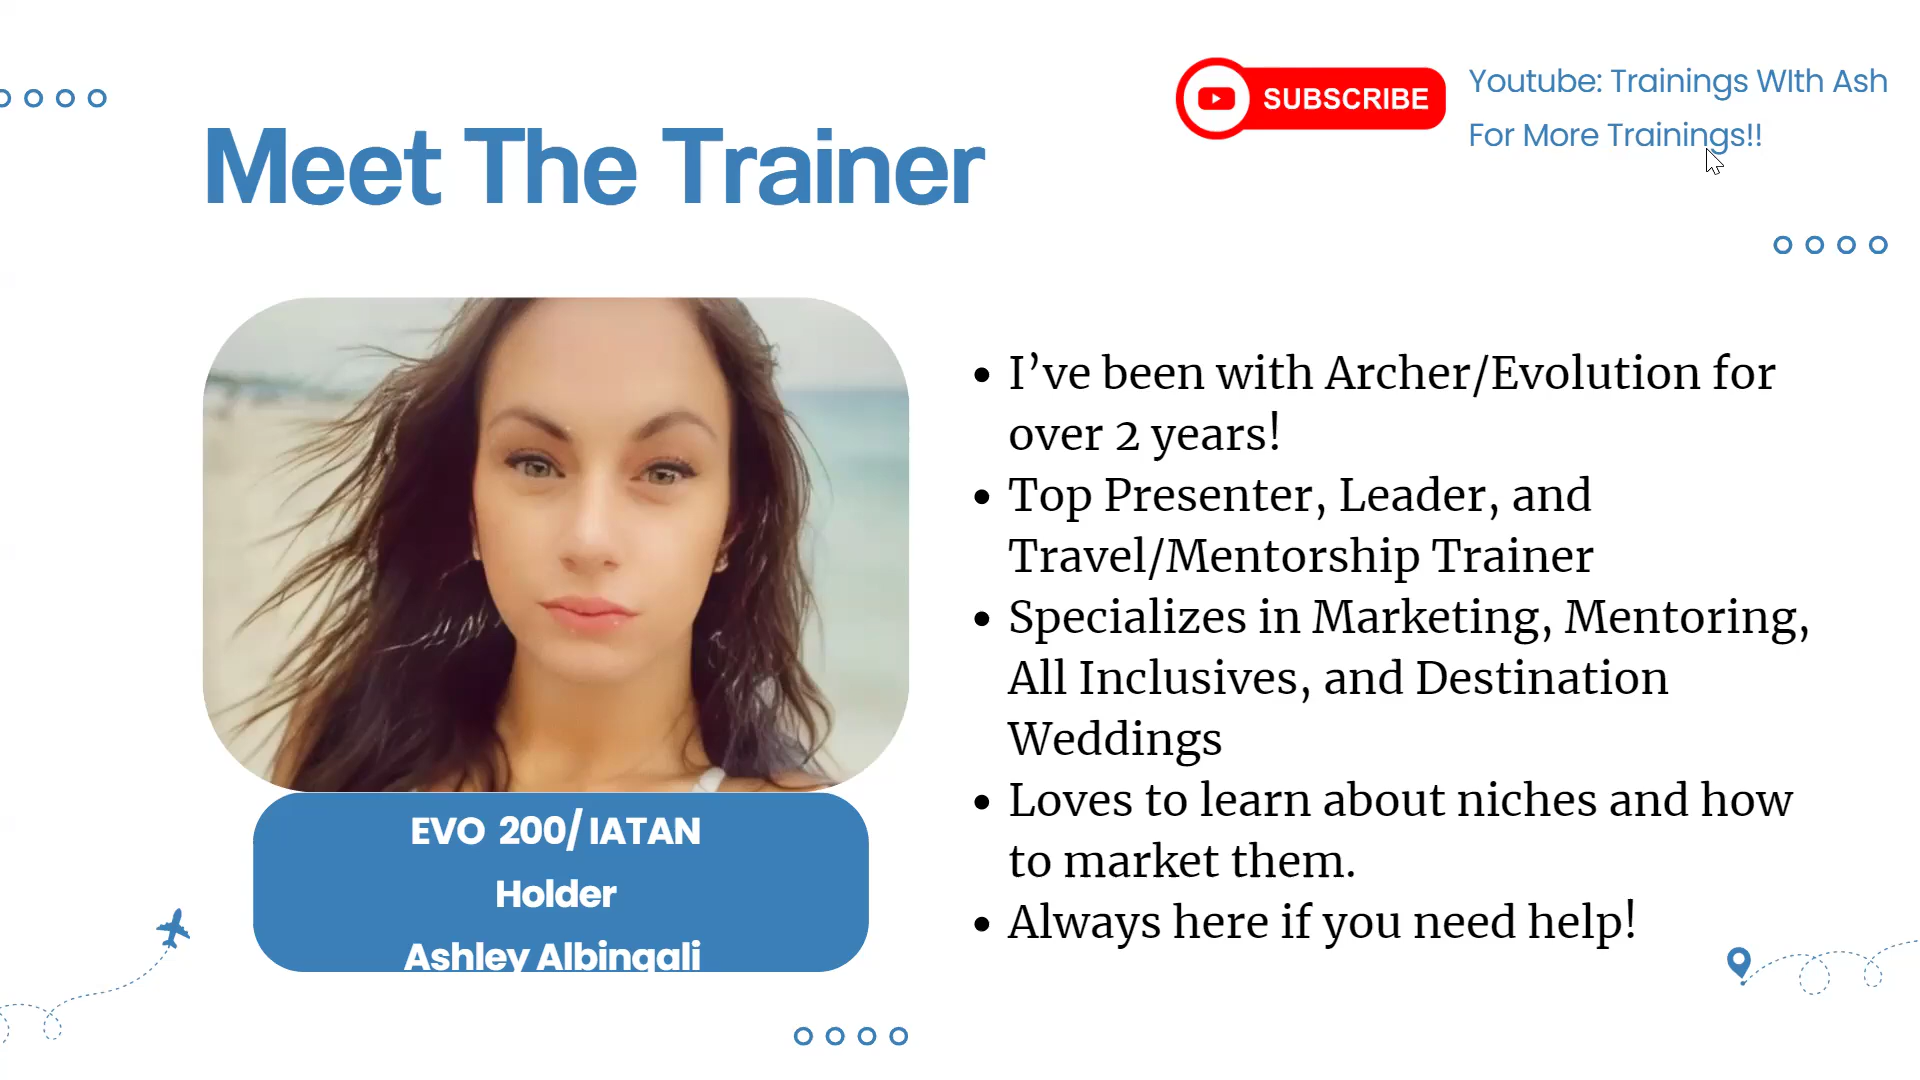 SUBSCRIBE
Youtube: Trainings WIth Ash
For More Trainings!!
Meet The Trainer
• I’ve been with Archer/Evolution for
over 2 years!
• Top Presenter, Leader, and
Travel/Mentorship Trainer
• Specializes in Marketing, Mentoring,
All Inclusives, and Destination
Weddings
• Loves to learn about niches and how
to market them.
• Always here if you need help!
EVO 200/ IATAN
Holder
Ashley Albingali